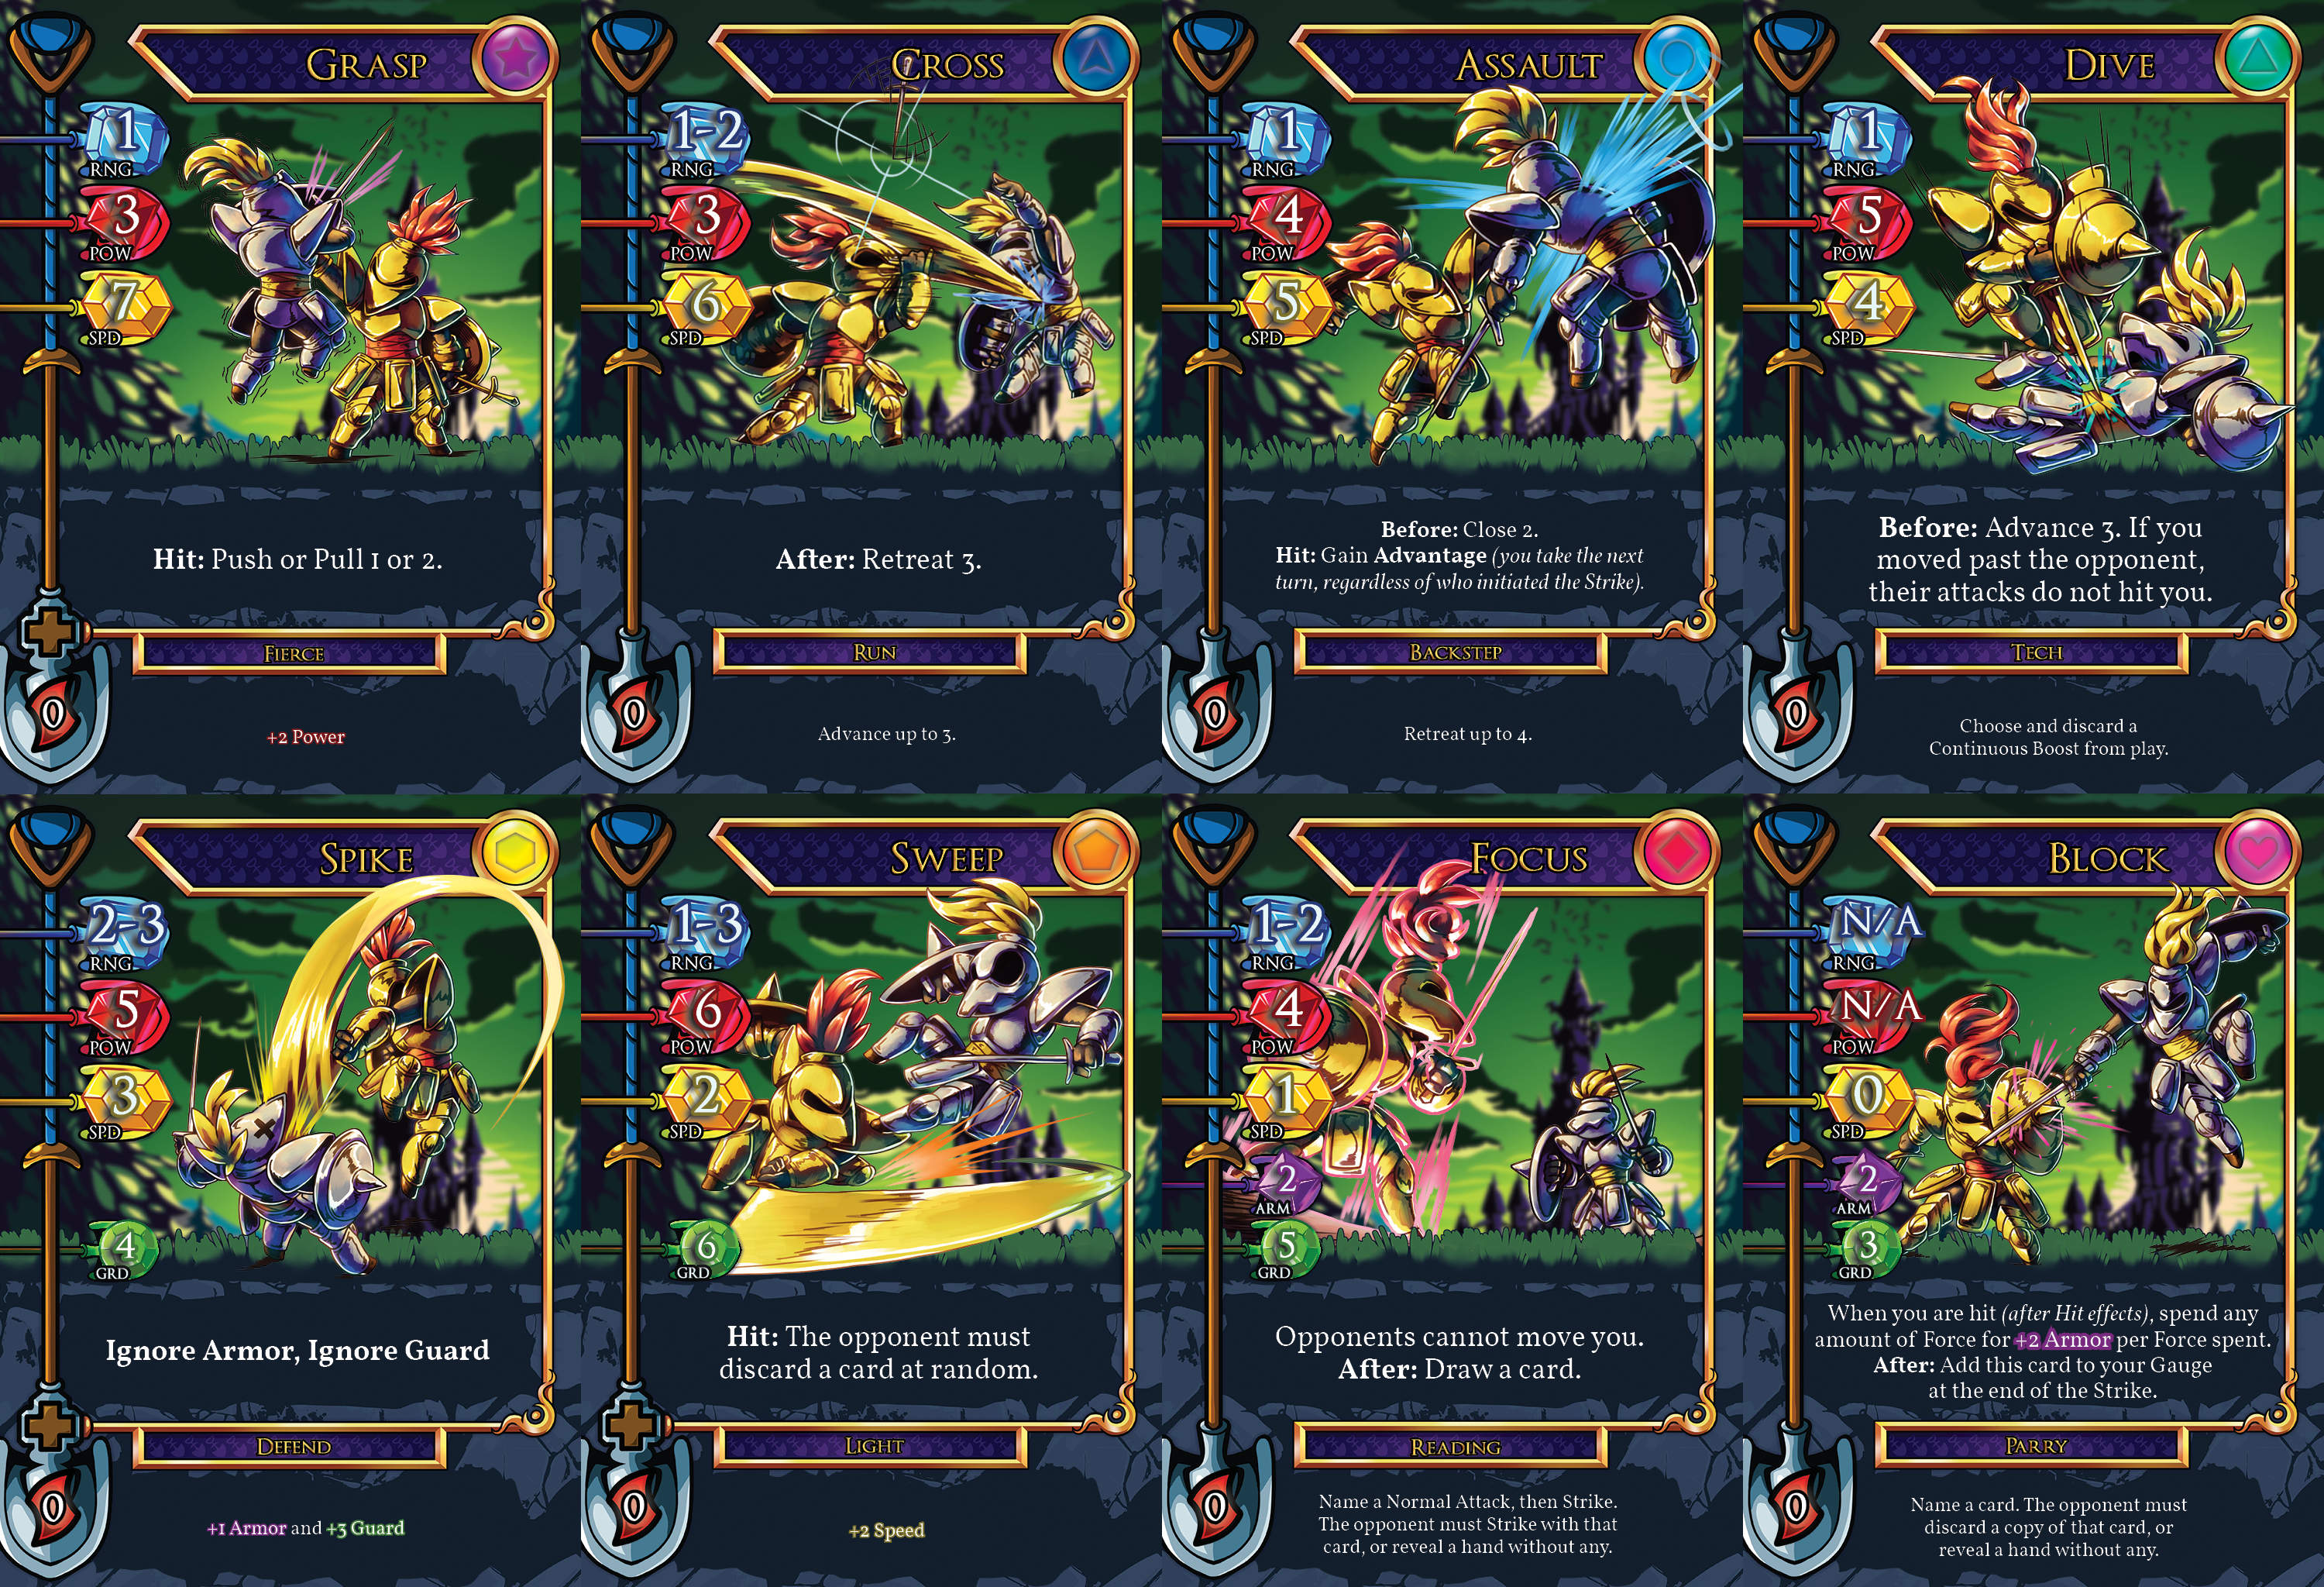 GRASP
1
RNG
3
POW
7
SPD
Hit: Push or Pull 1 or 2.
FIERCE
0
+2 Power
CROSS
1-2
RNG
3
POW
6
SPD
After: Retreat 3.
RUN
0
Advance up to 3.
ASSAULT
1
RNG
4
POW
5
SPD
Before: Close 2.
Hit: Gain Advantage (you take the next
turn, regardless of who initiated the Strike).
BACKSTEP
0
Retreat up to 4.
DIVE
1
RNG
5
POW
4
SPD
Before: Advance 3. If you
moved past the opponent,
their attacks do not hit you.
TECH
0
Choose and discard a
Continuous Boost from play.
SPIKE
2-3
RNG
5
POW
3
SPD
4
GRD
Ignore Armor, Ignore Guard
DEFEND
0
+1 Armor and +3 Guard
SWEEP
1-3
RNG
6
POW
2
SPD
6
GRD
Hit: The opponent must
discard a card at random.
LIGHT
0
+2 Speed
FOCUS
1-2
RNG
4
POW
1
SPD
2
ARM
5
GRD
Opponents cannot move you.
After: Draw a card.
READING
0
Name a Normal Attack, then Strike.
The opponent must Strike with that
card, or reveal a hand without any.
BLOCK
N/A
RNG
N/A
POW
0
SPD
2
ARM
3
GRD
When you are hit (after Hit effects), spend any
amount of Force for +2 Armor per Force spent.
After: Add this card to your Gauge
at the end of the Strike.
PARRY
0
Name a card. The opponent must
discard a copy of that card, or
reveal a hand without any.